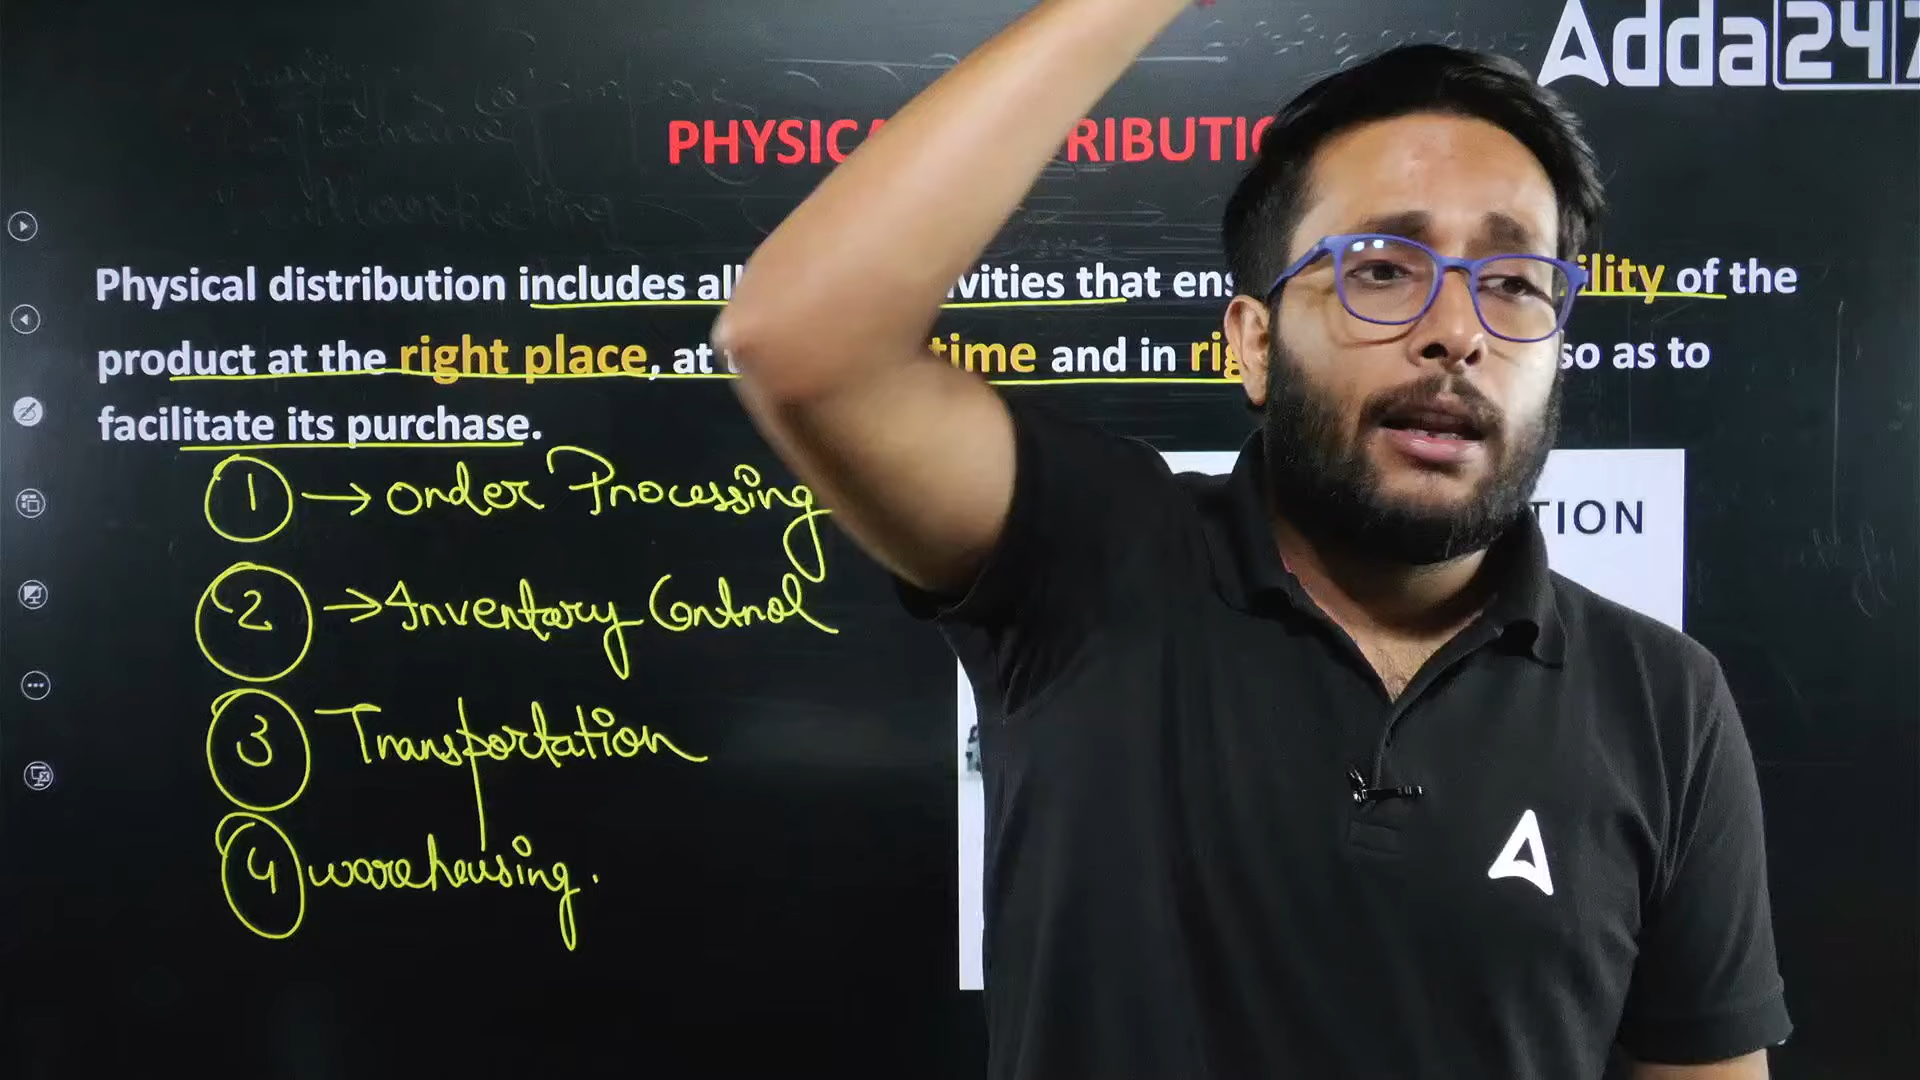 Adda247
PHYSIC RIBUTIO
Physical distribution includes all ivities that ens ility of the
product at the right place, at t time and in rig so as to
facilitate its purchase.
1 → Order Processing
TION
2 → Inventory Control
3 Transportation
4 warehousing.